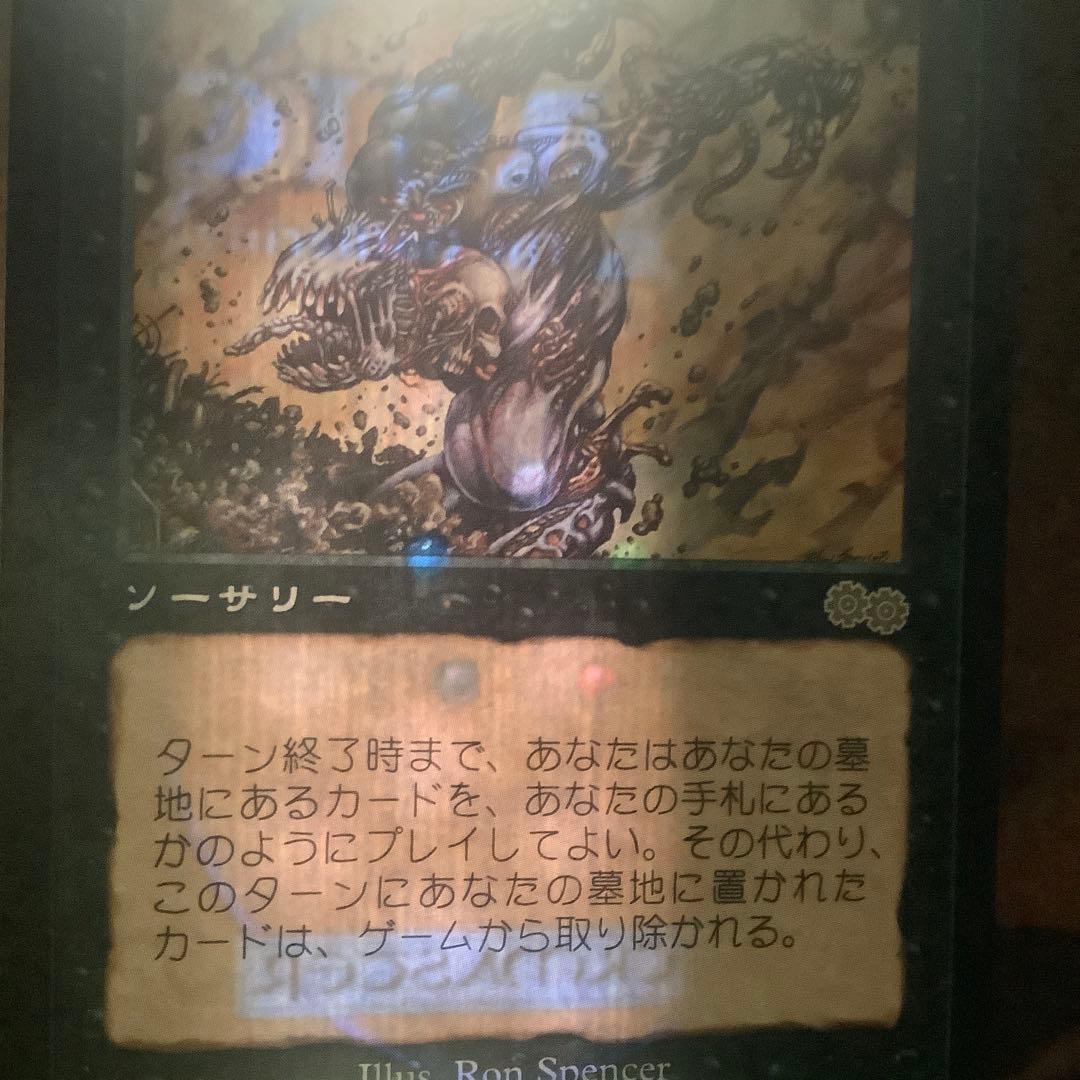 ソーサリー
ターン終了時まで、あなたはあなたの墓
地にあるカードを、あなたの手札にある
かのようにプレイしてよい。その代わり、
このターンにあなたの墓地に置かれた
カードは、ゲームから取り除かれる。
Illus. Ron Spencer